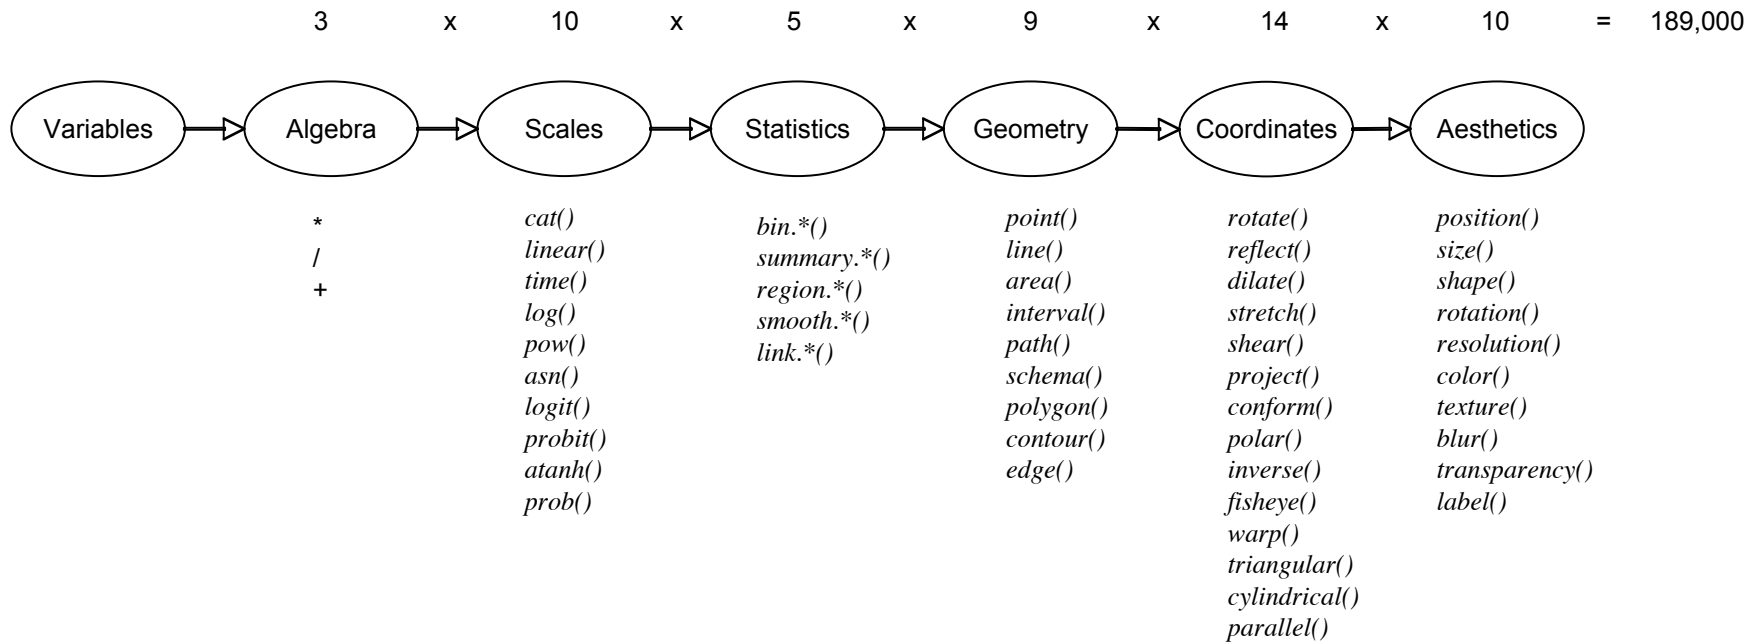 3 x 10 x 5 x 9 x 14 x 10 = 189,000
Variables Algebra Scales Statistics Geometry Coordinates Aesthetics
*
/
+
cat()
linear()
time()
log()
pow()
asn()
logit()
probit()
atanh()
prob()
bin.*()
summary.*()
region.*()
smooth.*()
link.*()
point()
line()
area()
interval()
path()
schema()
polygon()
contour()
edge()
rotate()
reflect()
dilate()
stretch()
shear()
project()
conform()
polar()
inverse()
fisheye()
warp()
triangular()
cylindrical()
parallel()
position()
size()
shape()
rotation()
resolution()
color()
texture()
blur()
transparency()
label()